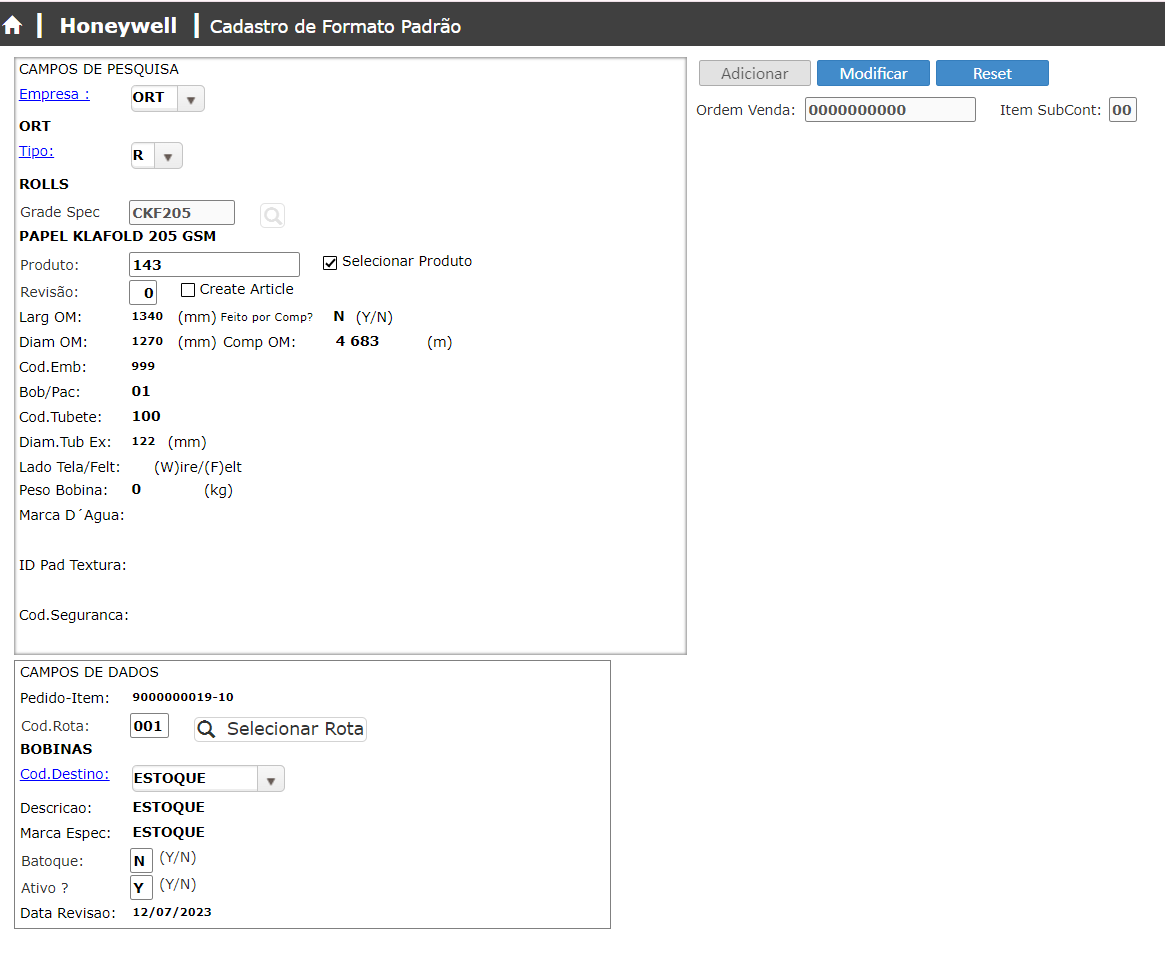 Honeywell | Cadastro de Formato Padrão
CAMPOS DE PESQUISA
Empresa : ORT
ORT
Tipo: R
ROLLS
Grade Spec CKF205
PAPEL KLAFOLD 205 GSM
Produto: 143 Selecionar Produto
Revisão: 0 Create Article
Larg OM: 1340 (mm) Feito por Comp? N (Y/N)
Diam OM: 1270 (mm) Comp OM: 4 683 (m)
Cod.Emb: 999
Bob/Pac: 01
Cod.Tubete: 100
Diam.Tub Ex: 122 (mm)
Lado Tela/Felt: (W)ire/(F)elt
Peso Bobina: 0 (kg)
Marca D´Agua:
ID Pad Textura:
Cod.Seguranca:
Adicionar Modificar Reset
Ordem Venda: 0000000000 Item SubCont: 00
CAMPOS DE DADOS
Pedido-Item: 9000000019-10
Cod.Rota: 001 Selecionar Rota
BOBINAS
Cod.Destino: ESTOQUE
Descricao: ESTOQUE
Marca Espec: ESTOQUE
Batoque: N (Y/N)
Ativo ? Y (Y/N)
Data Revisao: 12/07/2023